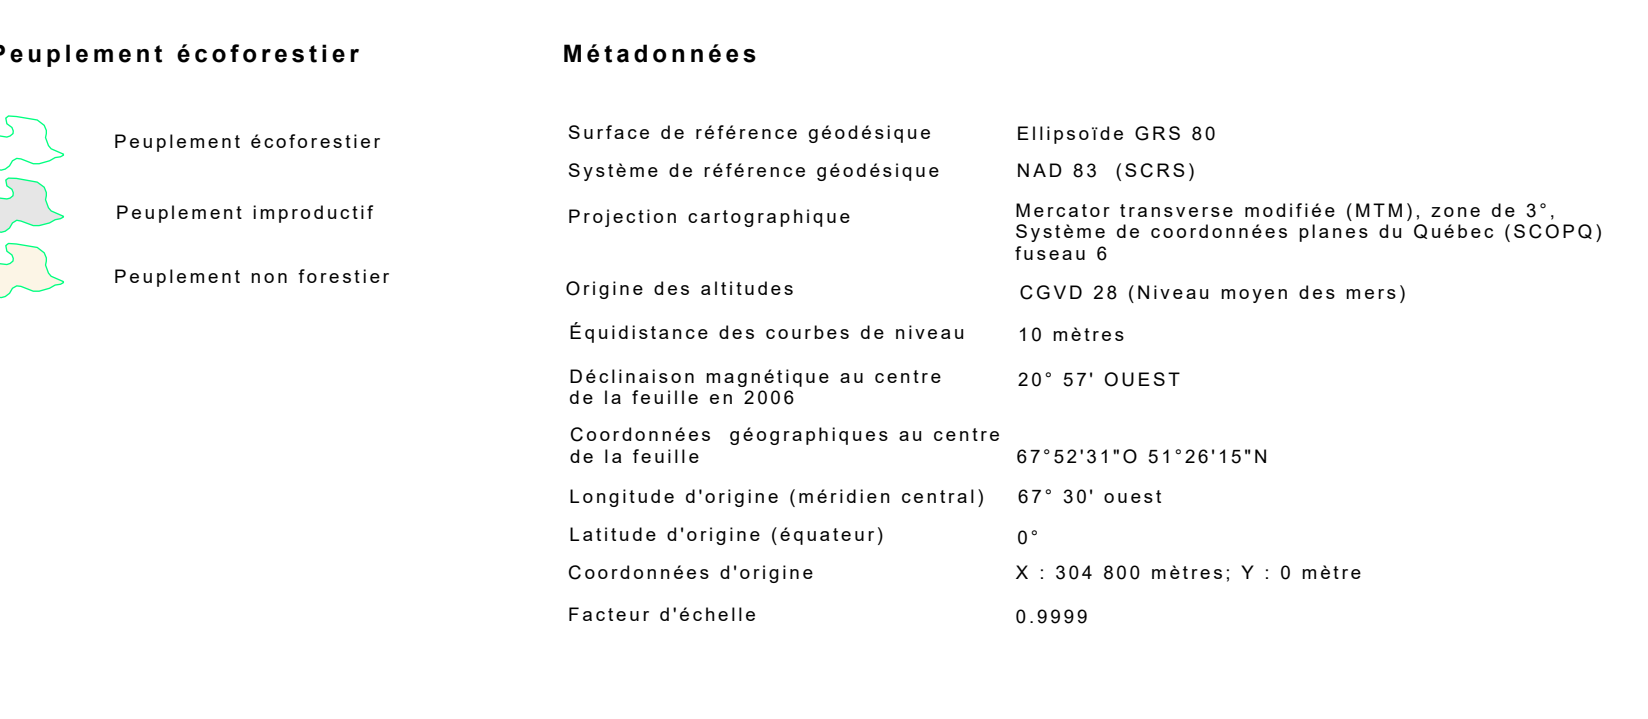 Peuplement écoforestier
Peuplement écoforestier
Peuplement improductif
Peuplement non forestier
Métadonnées
Surface de référence géodésique Ellipsoïde GRS 80
Système de référence géodésique NAD 83 (SCRS)
Projection cartographique Mercator transverse modifiée (MTM), zone de 3°,
Système de coordonnées planes du Québec (SCOPQ)
fuseau 6
Origine des altitudes CGVD 28 (Niveau moyen des mers)
Équidistance des courbes de niveau 10 mètres
Déclinaison magnétique au centre 20° 57' OUEST
de la feuille en 2006
Coordonnées géographiques au centre
de la feuille 67°52'31"O 51°26'15"N
Longitude d'origine (méridien central) 67° 30' ouest
Latitude d'origine (équateur) 0°
Coordonnées d'origine X : 304 800 mètres; Y : 0 mètre
Facteur d'échelle 0.9999